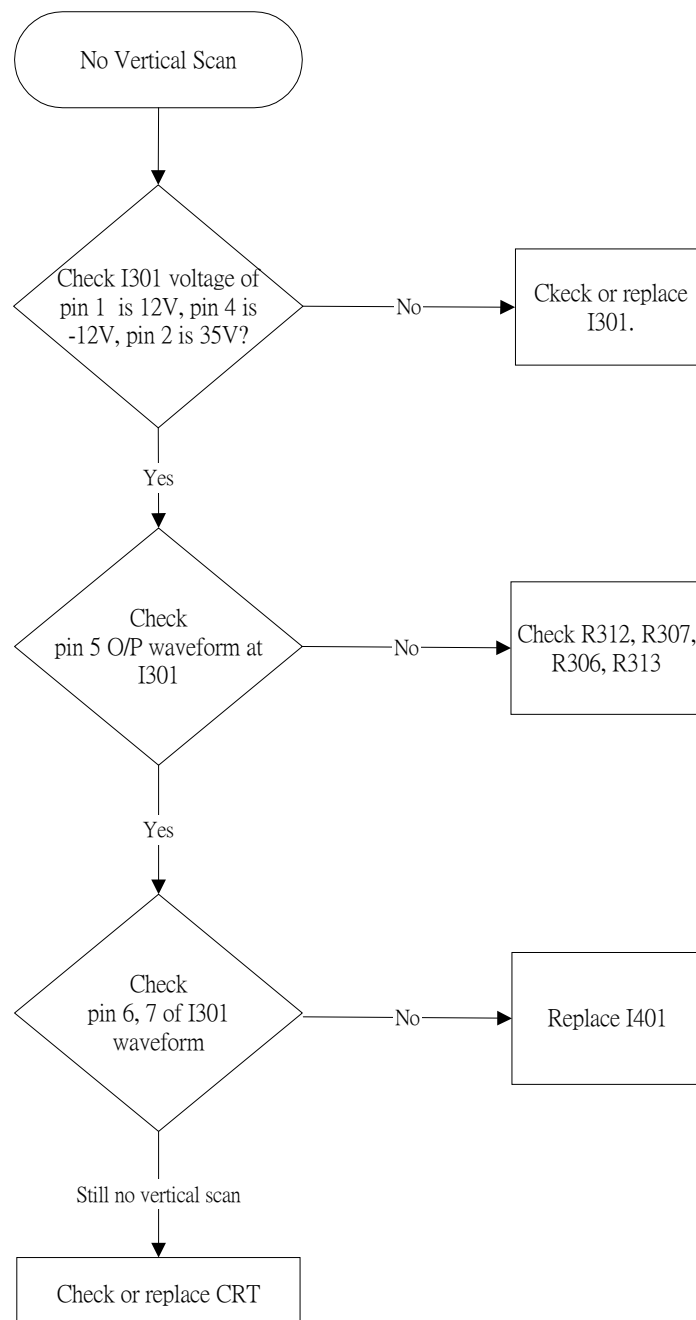 No Vertical Scan
Check I301 voltage of
pin 1 is 12V, pin 4 is
-12V, pin 2 is 35V?
No
Ckeck or replace
I301.
Yes
Check
pin 5 O/P waveform at
I301
No
Check R312, R307,
R306, R313
Yes
Check
pin 6, 7 of I301
waveform
No
Replace I401
Still no vertical scan
Check or replace CRT